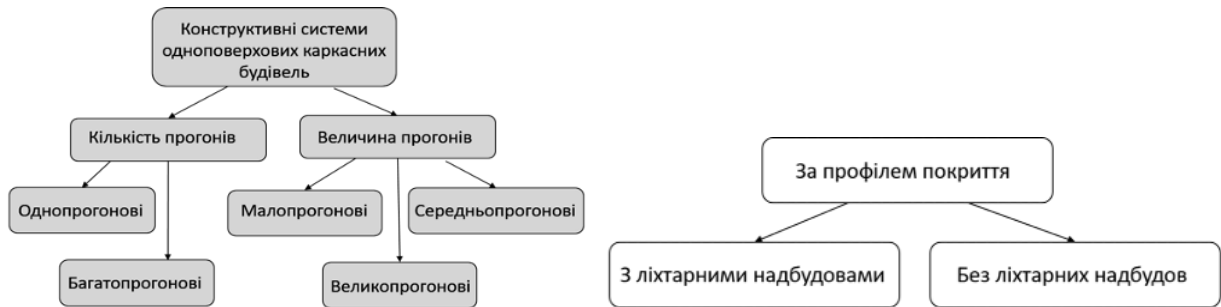 Конструктивні системи
одноповерхових каркасних
будівель
Кількість прогонів
Величина прогонів
Однопрогонові
Малопрогонові
Середньопрогонові
Багатопрогонові
Великопрогонові
За профілем покриття
З ліхтарними надбудовами
Без ліхтарних надбудов